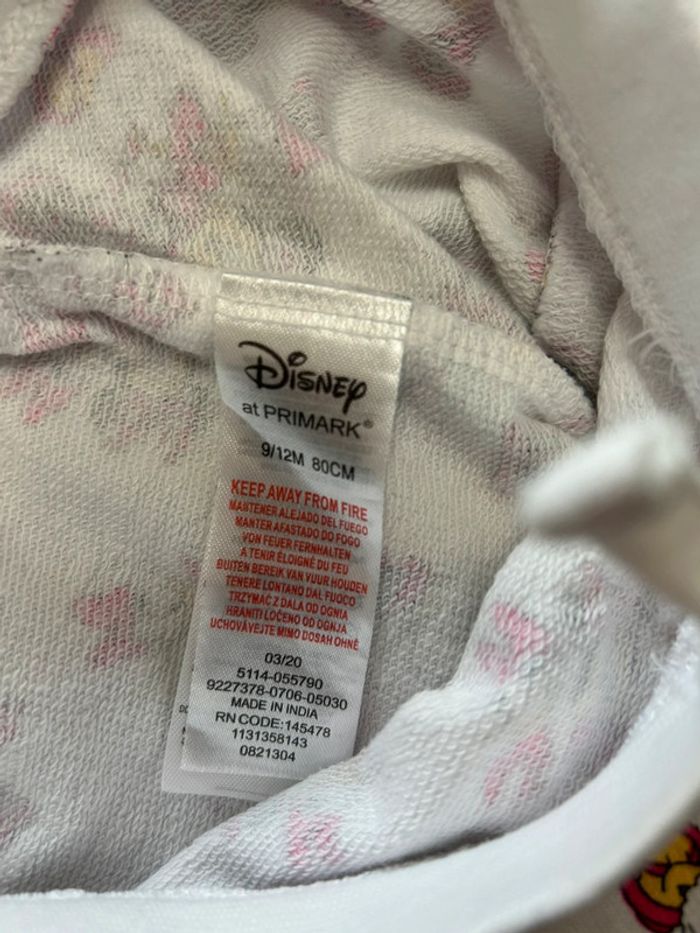 Disney
at PRIMARK®
9/12M 80CM
KEEP AWAY FROM FIRE
MANTENER ALEJADO DEL FUEGO
MANTER AFASTADO DO FOGO
VON FEUER FERNHALTEN
A TENIR ÉLOIGNÉ DU FEU
BUITEN BEREIK VAN VUUR HOUDEN
TENERE LONTANO DAL FUOCO
TRZYMAĆ Z DALA OD OGNIA
HRANITI LOČENO OD OGNJA
UCHOVÁVEJTE MIMO DOSAH OHNĚ
03/20
5114-055790
9227378-0706-05030
MADE IN INDIA
RN CODE:145478
1131358143
0821304